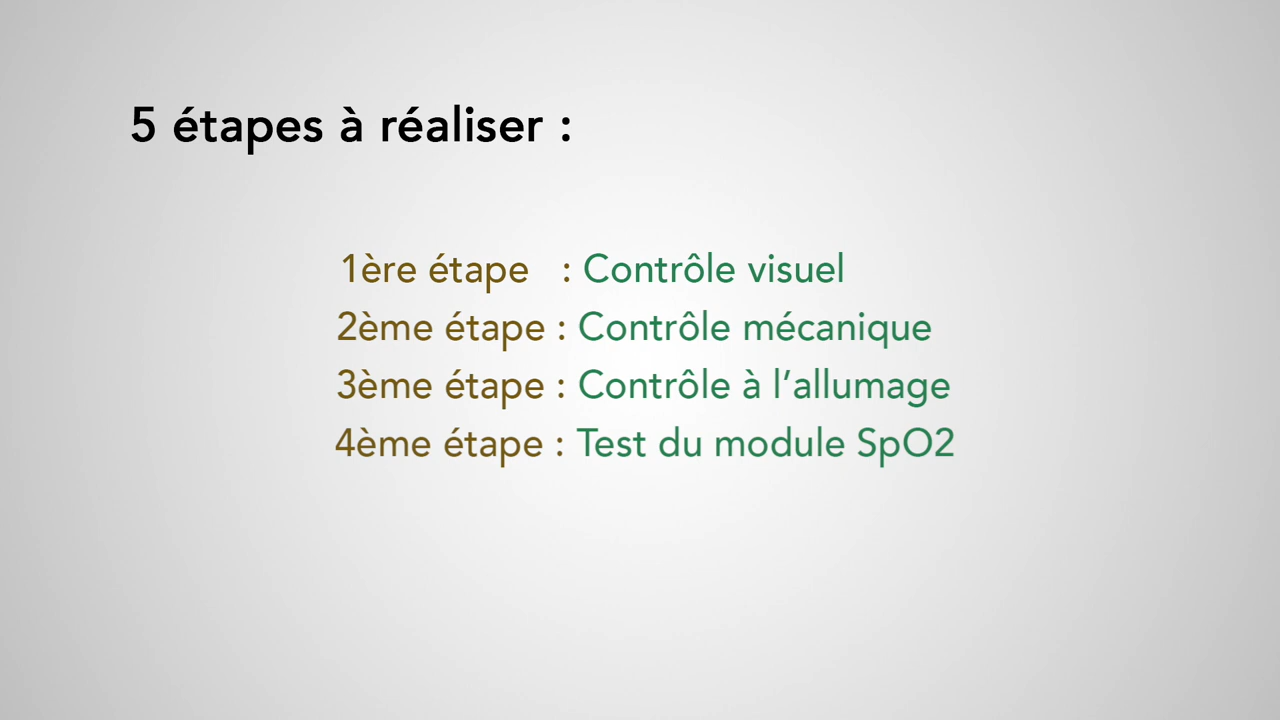 5 étapes à réaliser :
1ère étape : Contrôle visuel
2ème étape : Contrôle mécanique
3ème étape : Contrôle à l’allumage
4ème étape : Test du module SpO2